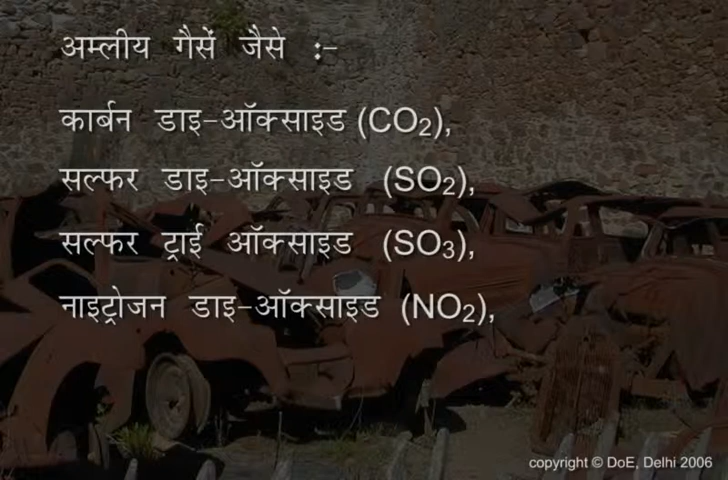 अम्लीय गैसें जैसे :-
कार्बन डाइ-ऑक्साइड (CO₂),
सल्फर डाइ-ऑक्साइड (SO₂),
सल्फर ट्राई ऑक्साइड (SO₃),
नाइट्रोजन डाइ-ऑक्साइड (NO₂),
copyright © DoE, Delhi 2006